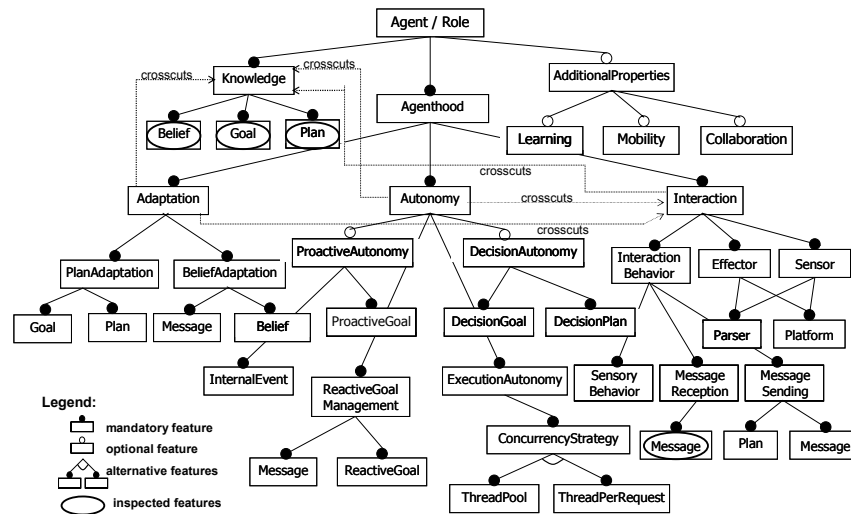 Agent / Role
crosscuts
Knowledge
crosscuts
AdditionalProperties
Agenthood
Belief
Goal
Plan
Learning
Mobility
Collaboration
crosscuts
Adaptation
Autonomy
crosscuts
Interaction
crosscuts
ProactiveAutonomy
DecisionAutonomy
Interaction
Behavior
Effector
Sensor
PlanAdaptation
BeliefAdaptation
Goal
Plan
Message
Belief
ProactiveGoal
DecisionGoal
DecisionPlan
Parser
Platform
InternalEvent
ReactiveGoal
Management
ExecutionAutonomy
Sensory
Behavior
Message
Reception
Message
Sending
Legend:
mandatory feature
optional feature
alternative features
inspected features
ConcurrencyStrategy
Message
Plan
Message
Message
ReactiveGoal
ThreadPool
ThreadPerRequest